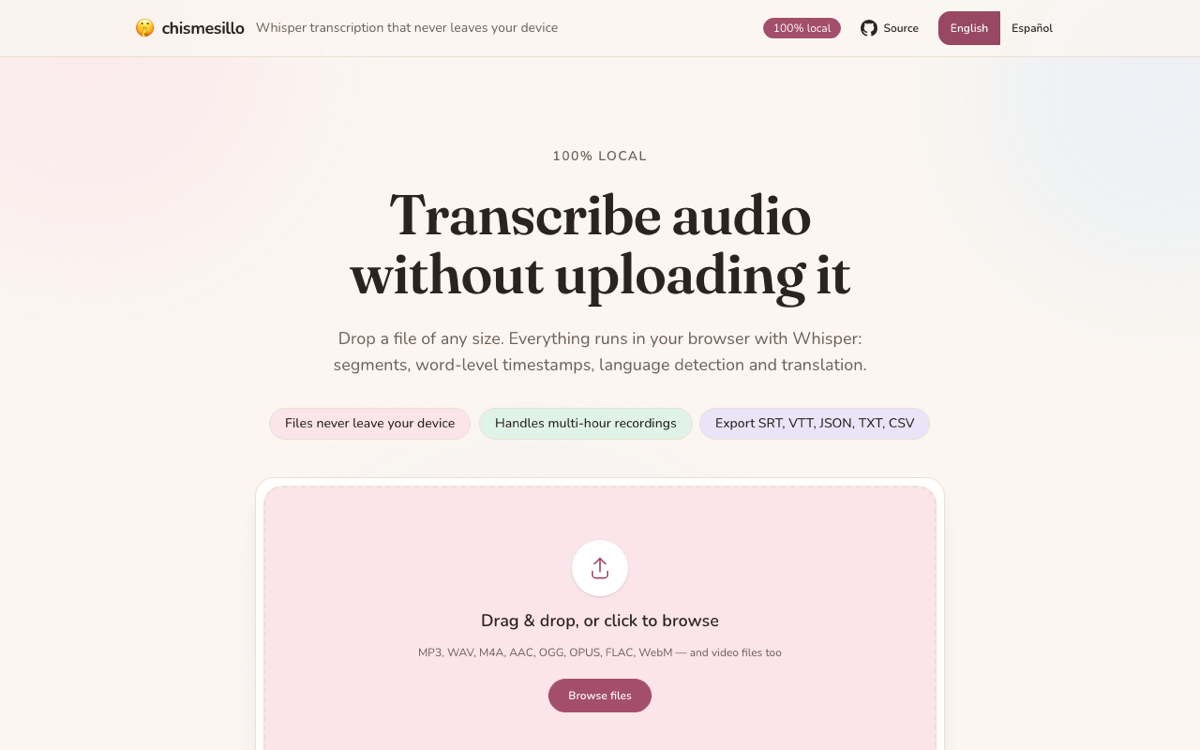 chismesillo
Whisper transcription that never leaves your device
100% local
Source
English
Español
100% LOCAL
Transcribe audio
without uploading it
Drop a file of any size. Everything runs in your browser with Whisper:
segments, word-level timestamps, language detection and translation.
Files never leave your device
Handles multi-hour recordings
Export SRT, VTT, JSON, TXT, CSV
Drag & drop, or click to browse
MP3, WAV, M4A, AAC, OGG, OPUS, FLAC, WebM — and video files too
Browse files